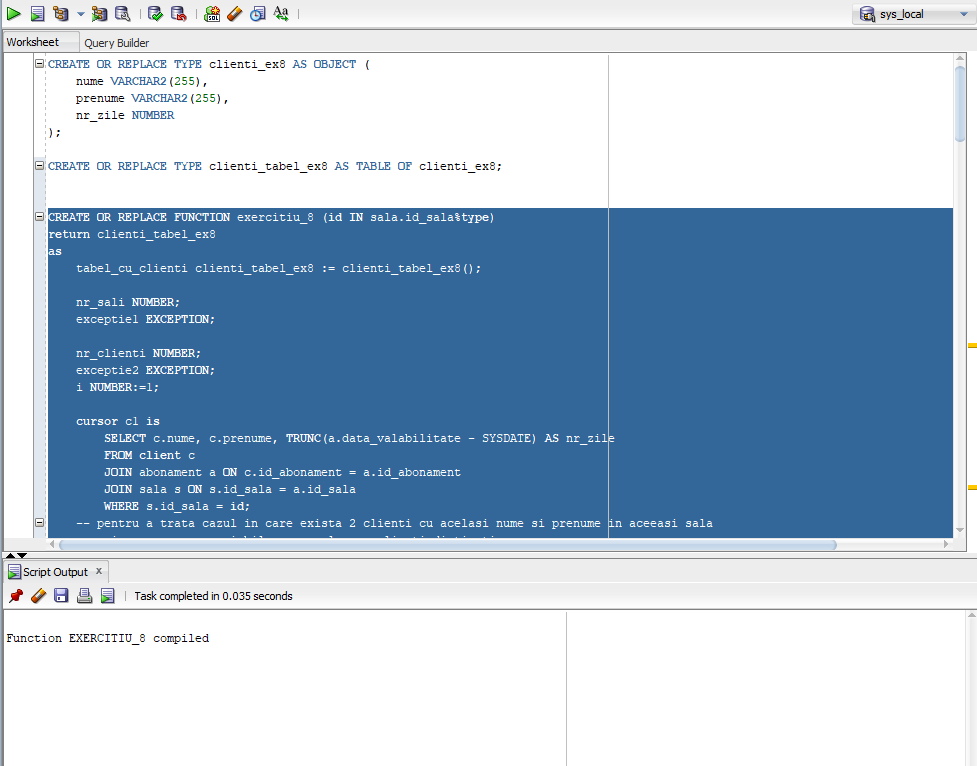 sys_local
Worksheet Query Builder
CREATE OR REPLACE TYPE clienti_ex8 AS OBJECT (
    nume VARCHAR2(255),
    prenume VARCHAR2(255),
    nr_zile NUMBER
);
CREATE OR REPLACE TYPE clienti_tabel_ex8 AS TABLE OF clienti_ex8;
CREATE OR REPLACE FUNCTION exercitiu_8 (id IN sala.id_sala%type)
return clienti_tabel_ex8
as
    tabel_cu_clienti clienti_tabel_ex8 := clienti_tabel_ex8();
    nr_sali NUMBER;
    exceptie1 EXCEPTION;
    nr_clienti NUMBER;
    exceptie2 EXCEPTION;
    i NUMBER:=1;
    cursor c1 is
        SELECT c.nume, c.prenume, TRUNC(a.data_valabilitate - SYSDATE) AS nr_zile
        FROM client c
        JOIN abonament a ON c.id_abonament = a.id_abonament
        JOIN sala s ON s.id_sala = a.id_sala
        WHERE s.id_sala = id;
    -- pentru a trata cazul in care exista 2 clienti cu acelasi nume si prenume in aceeasi sala
Script Output x
Task completed in 0.035 seconds
Function EXERCITIU_8 compiled